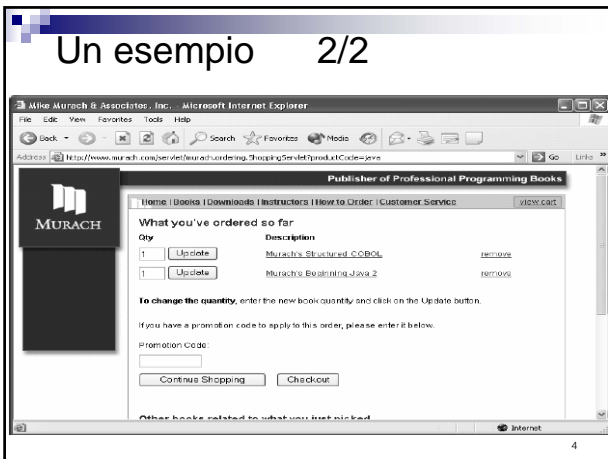 Un esempio 2/2
Mike Murach & Associates, Inc. - Microsoft Internet Explorer
File Edit View Favorites Tools Help
Back Search Favorites Media
Address http://www.murach.com/servlet/murach.ordering.ShoppingServlet?productCode=java Go Links »
Publisher of Professional Programming Books
MURACH
Home | Books | Downloads | Instructors | How to Order | Customer Service view cart
What you've ordered so far
Qty Description
1 Update Murach's Structured COBOL remove
1 Update Murach's Beginning Java 2 remove
To change the quantity, enter the new book quantity and click on the Update button.
If you have a promotion code to apply to this order, please enter it below.
Promotion Code:
Continue Shopping Checkout
Other books related to what you just picked
Internet
4